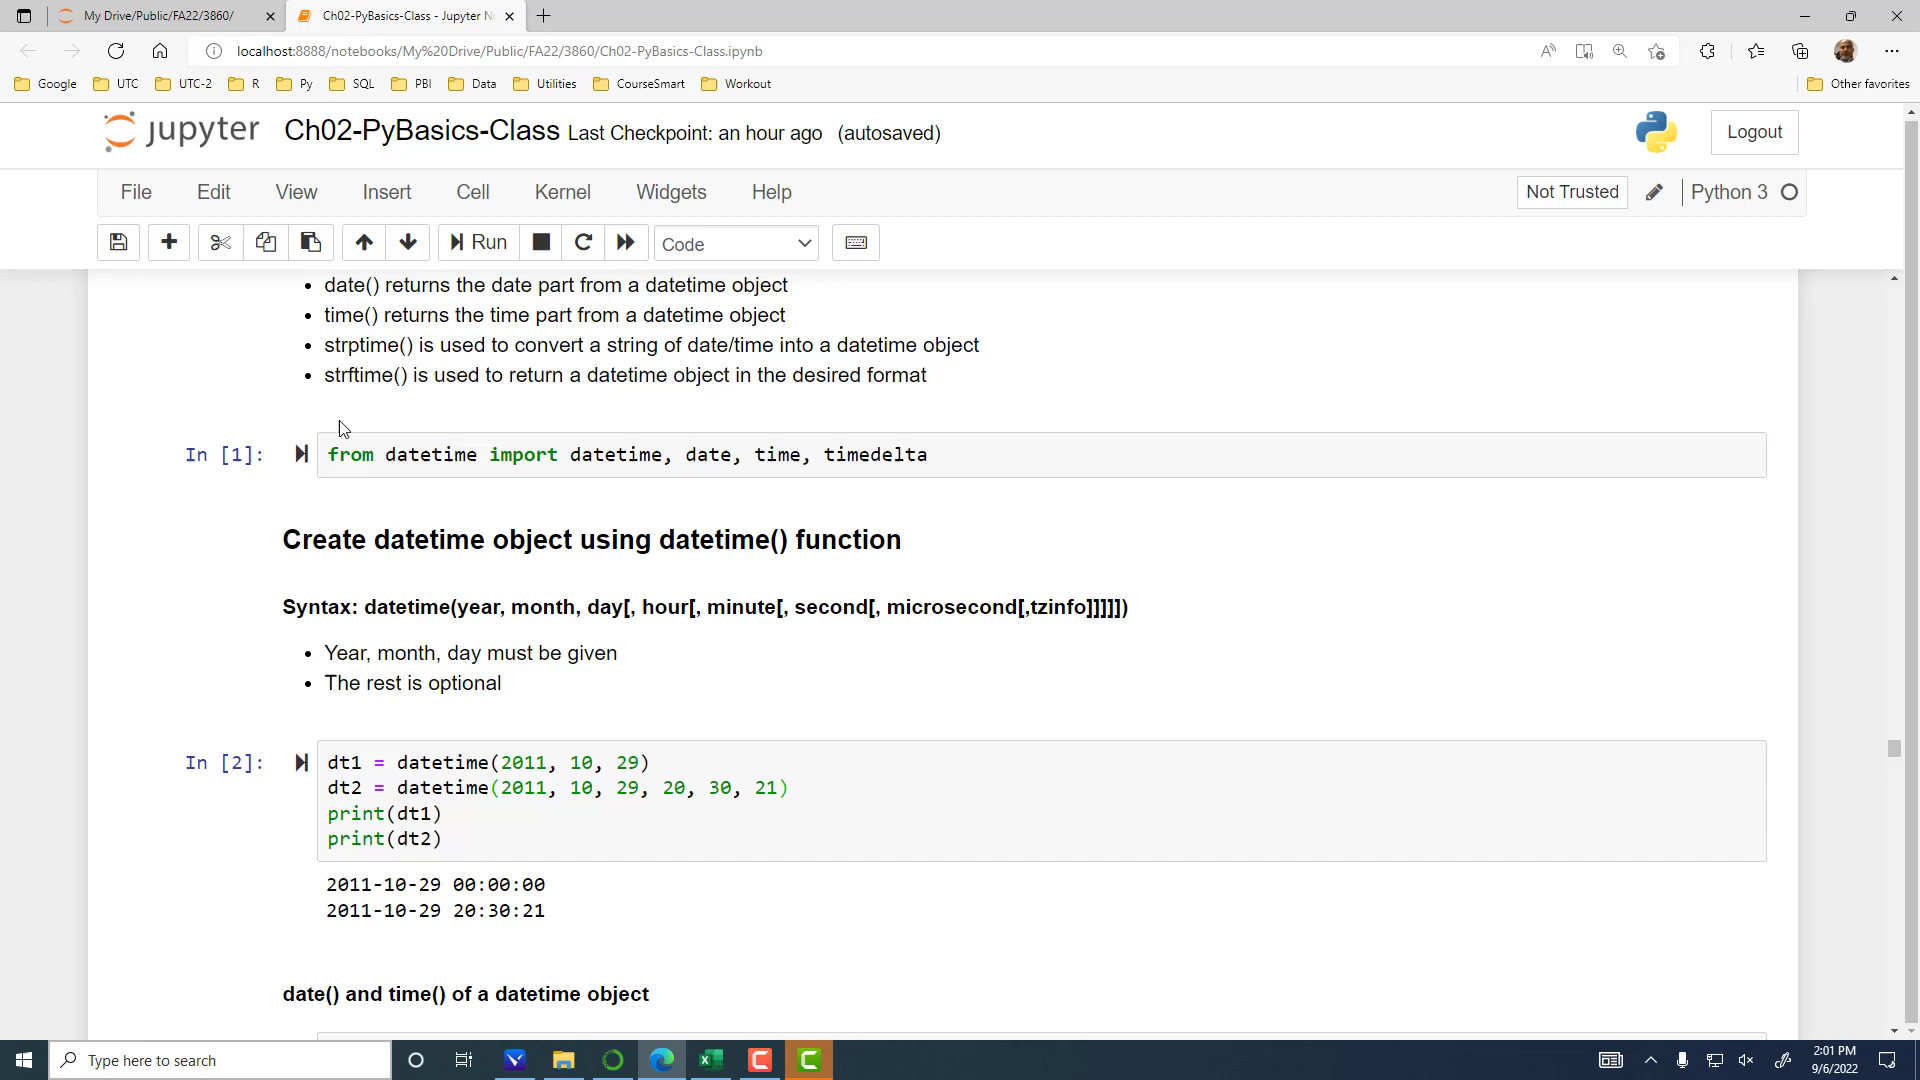 My Drive/Public/FA22/3860/
Ch02-PyBasics-Class - Jupyter No
localhost:8888/notebooks/My%20Drive/Public/FA22/3860/Ch02-PyBasics-Class.ipynb
Google UTC UTC-2 R Py SQL PBI Data Utilities CourseSmart Workout Other favorites
jupyter Ch02-PyBasics-Class Last Checkpoint: an hour ago (autosaved) Logout
File Edit View Insert Cell Kernel Widgets Help Not Trusted Python 3
Run Code
• date() returns the date part from a datetime object
• time() returns the time part from a datetime object
• strptime() is used to convert a string of date/time into a datetime object
• strftime() is used to return a datetime object in the desired format
In [1]: from datetime import datetime, date, time, timedelta
Create datetime object using datetime() function
Syntax: datetime(year, month, day[, hour[, minute[, second[, microsecond[,tzinfo]]]]])
• Year, month, day must be given
• The rest is optional
In [2]: dt1 = datetime(2011, 10, 29)
dt2 = datetime(2011, 10, 29, 20, 30, 21)
print(dt1)
print(dt2)
2011-10-29 00:00:00
2011-10-29 20:30:21
date() and time() of a datetime object
Type here to search
2:01 PM
9/6/2022